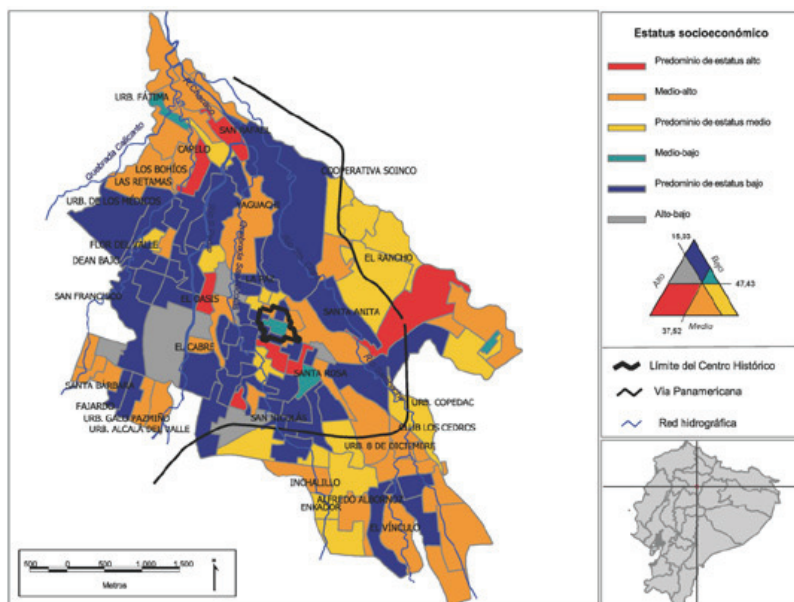 URB. FÁTIMA
SAN RAFAEL
Quebrada Callicanto
CAPELO
LOS BOHÍOS
LAS RETAMAS
COOPERATIVA SOINCO
URB. DE LOS MÉDICOS
FLOR DEL VALLE
DEAN BAJO
EL RANCHO
SAN FRANCISCO
EL OASIS
SANTA ANITA
EL CABRE
SANTA BÁRBARA
SANTA ROSA
FAJARDO
URB. GALO PAZMIÑO
URB. ALCALÁ DEL VALLE
SAN NICOLÁS
URB. COPEDAC
CLUB LOS CEDROS
URB. 8 DE DICIEMBRE
INCHALILLO
ALFREDO ALBORNOZ
ENKADOR
EL VÍNCULO
500 0 500 1.000 1.500
Metros
Estatus socioeconómico
Predominio de estatus alto
Medio-alto
Predominio de estatus medio
Medio-bajo
Predominio de estatus bajo
Alto-bajo
15,03
Alto
Bajo
47,43
37,52
Medio
Límite del Centro Histórico
Vía Panamericana
Red hidrográfica